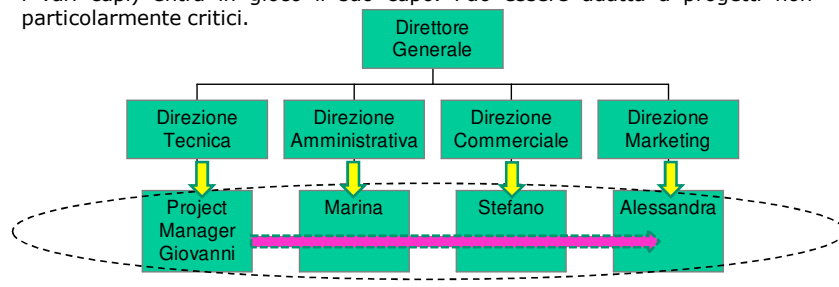 particolarmente critici.
Direttore
Generale
Direzione
Tecnica
Direzione
Amministrativa
Direzione
Commerciale
Direzione
Marketing
Project
Manager
Giovanni
Marina
Stefano
Alessandra